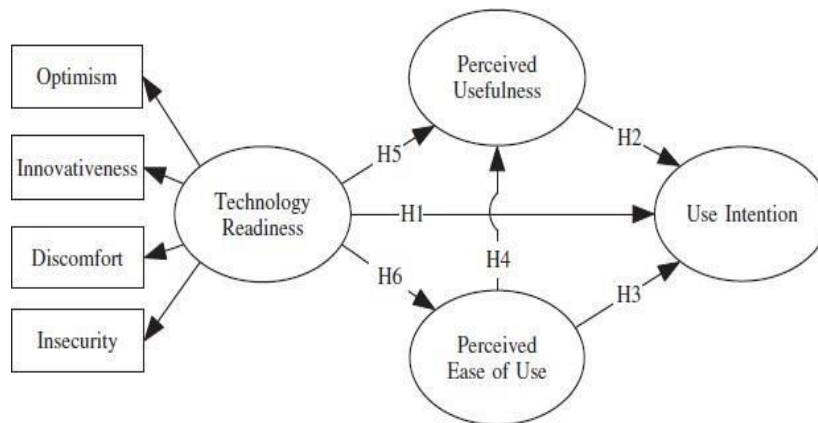 Optimism
Innovativeness
Discomfort
Insecurity
Technology
Readiness
H5
H1
H6
Perceived
Usefulness
H4
Perceived
Ease of Use
H2
H3
Use Intention